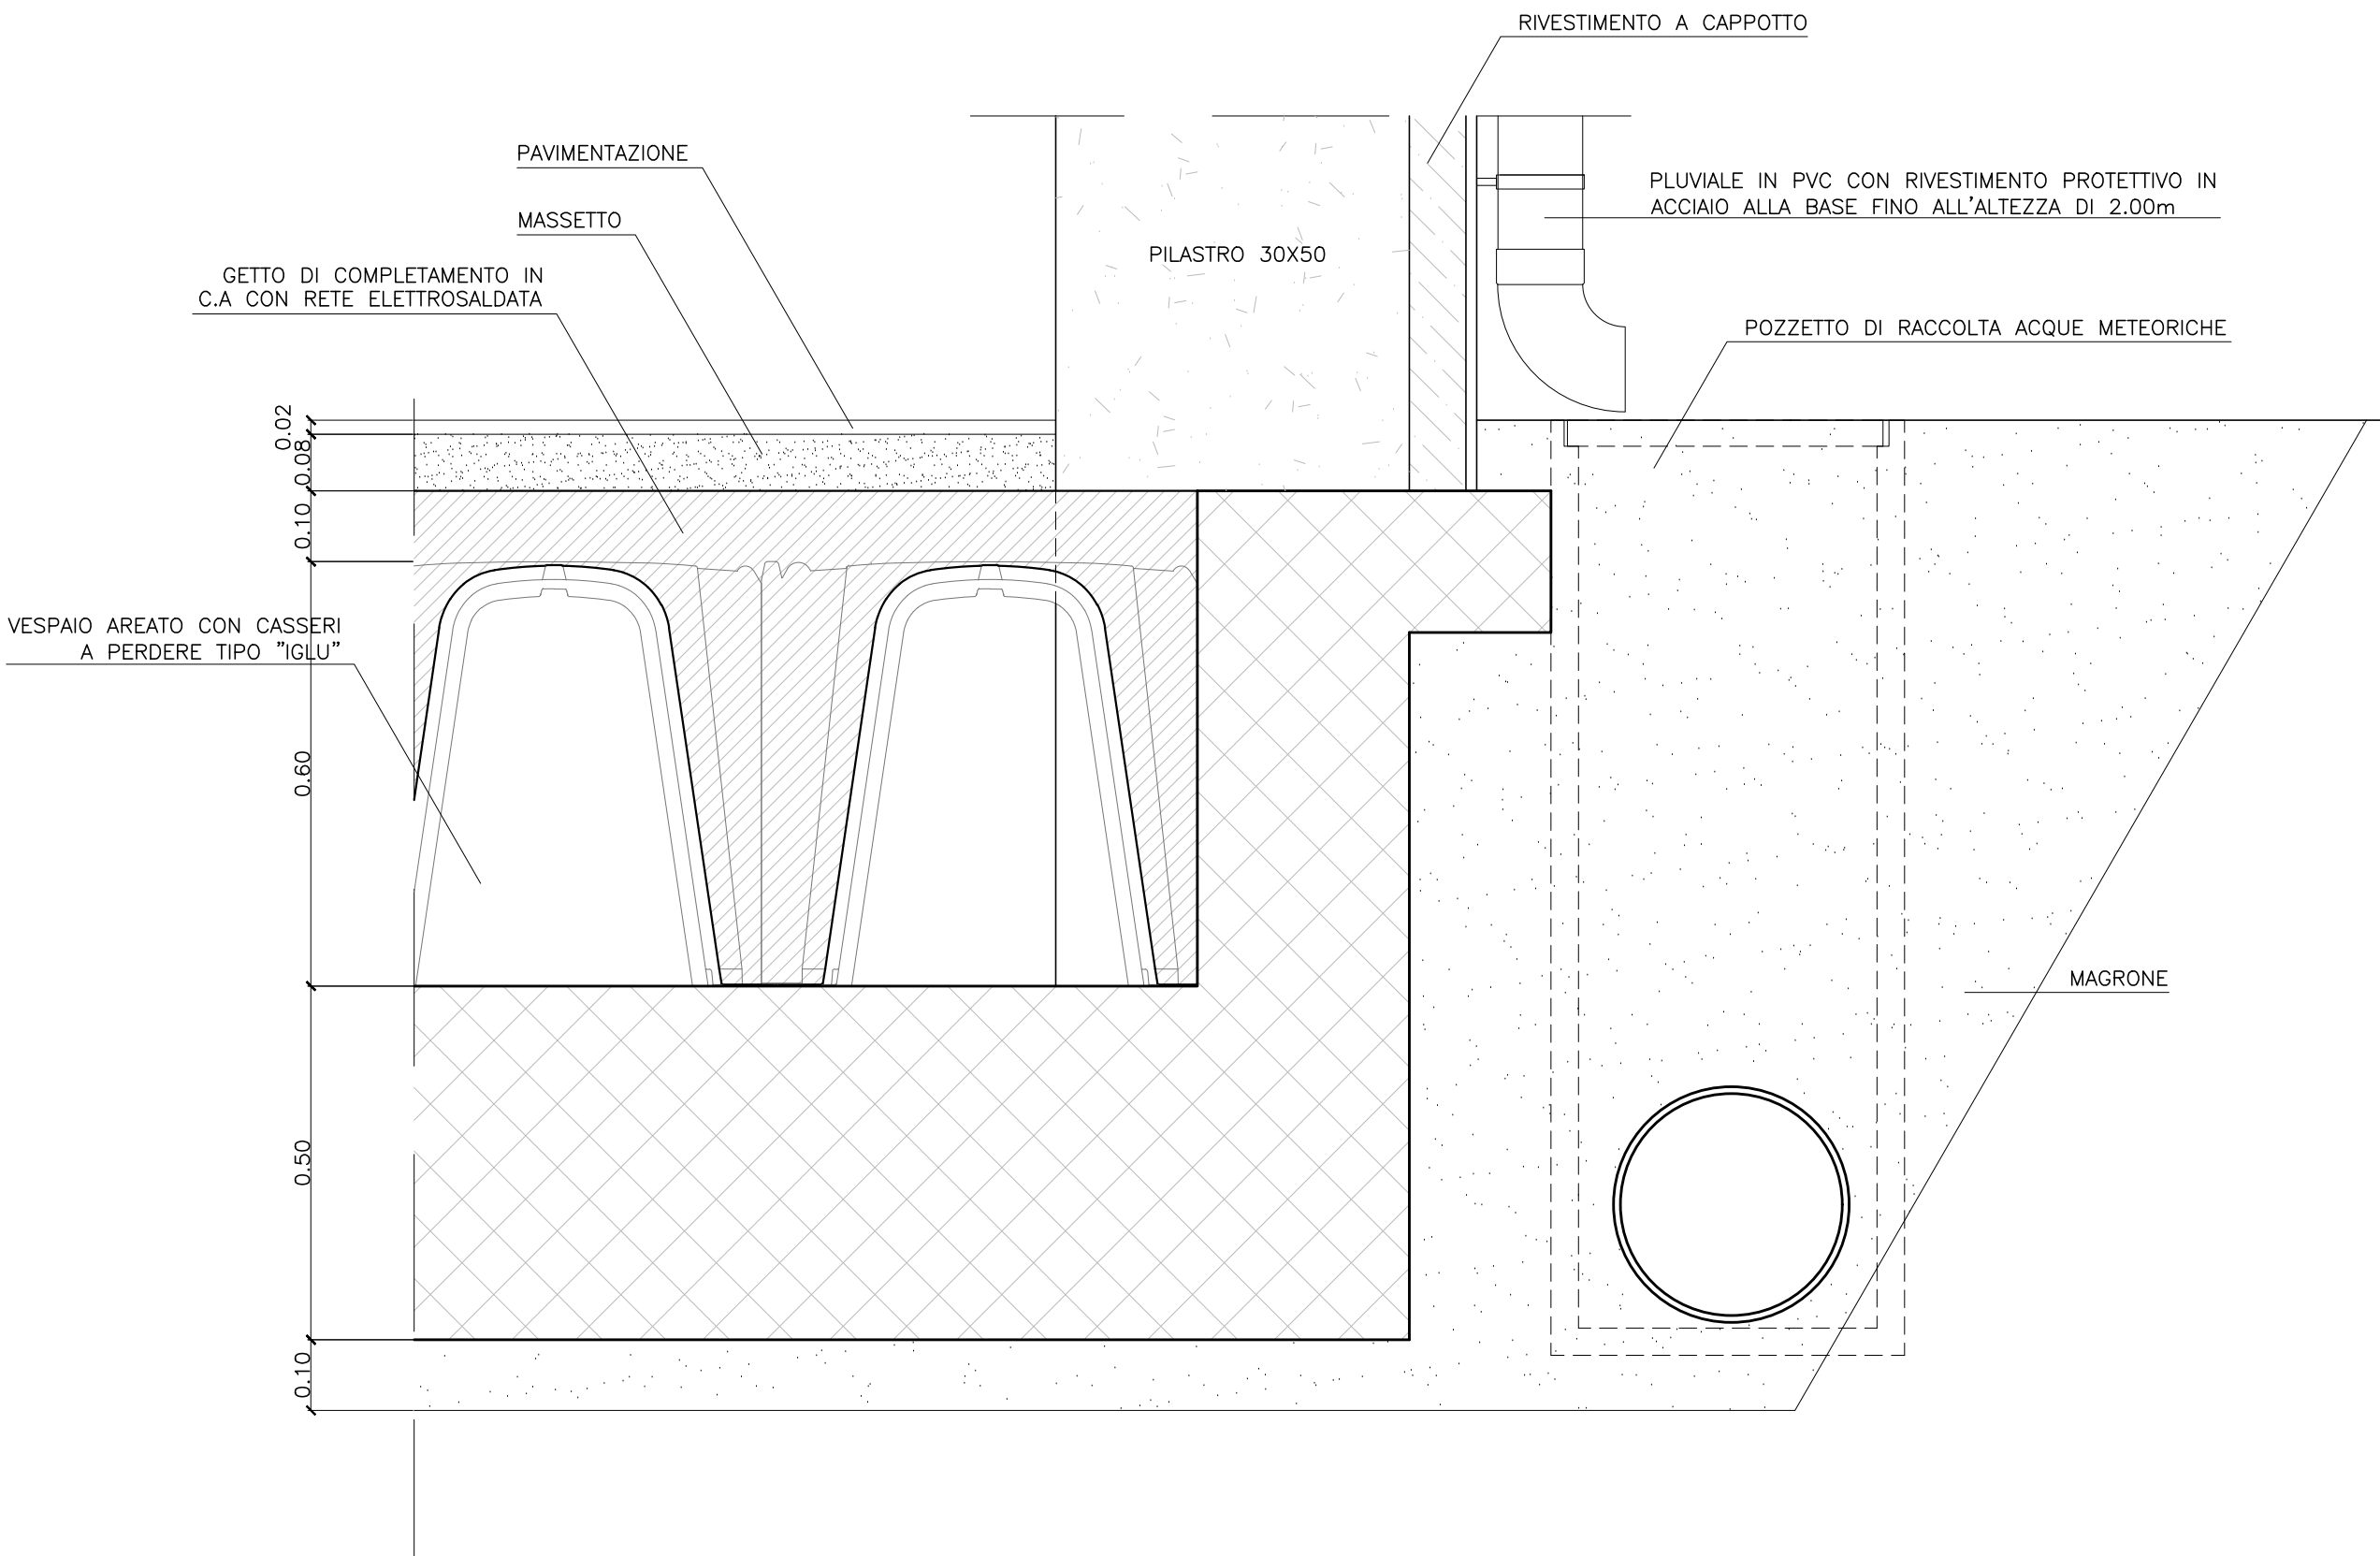 RIVESTIMENTO A CAPPOTTO
PAVIMENTAZIONE
PLUVIALE IN PVC CON RIVESTIMENTO PROTETTIVO IN
ACCIAIO ALLA BASE FINO ALL'ALTEZZA DI 2.00m
MASSETTO
PILASTRO 30X50
GETTO DI COMPLETAMENTO IN
C.A CON RETE ELETTROSALDATA
POZZETTO DI RACCOLTA ACQUE METEORICHE
0.02
0.08
0.10
VESPAIO AREATO CON CASSERI
A PERDERE TIPO "IGLU"
0.60
MAGRONE
0.50
0.10